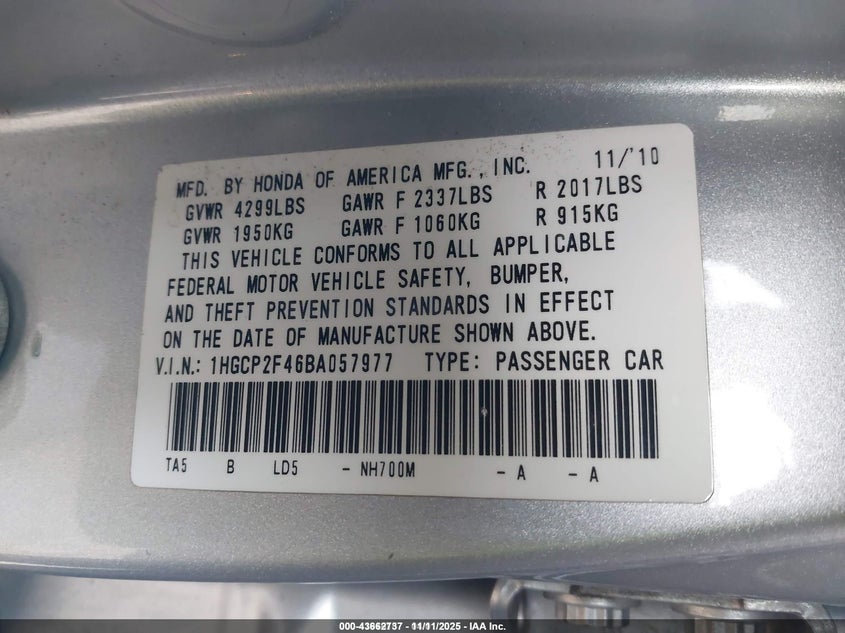 MFD. BY HONDA OF AMERICA MFG., INC. 11/'10
GVWR 4299LBS GAWR F 2337LBS R 2017LBS
GVWR 1950KG GAWR F 1060KG R 915KG
THIS VEHICLE CONFORMS TO ALL APPLICABLE
FEDERAL MOTOR VEHICLE SAFETY, BUMPER,
AND THEFT PREVENTION STANDARDS IN EFFECT
ON THE DATE OF MANUFACTURE SHOWN ABOVE.
V.I.N.: 1HGCP2F46BA057977 TYPE: PASSENGER CAR
TA5 B LD5 - NH700M - A - A
000-43662737 - 11/11/2025 - IAA Inc.